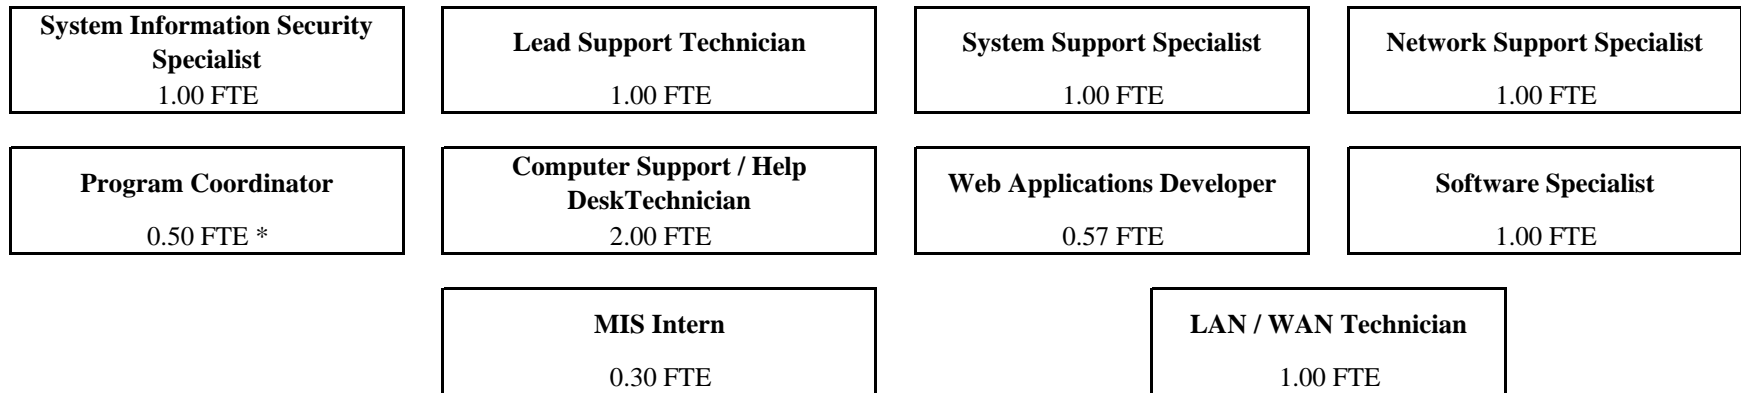 System Information Security
Specialist
1.00 FTE
Lead Support Technician
1.00 FTE
System Support Specialist
1.00 FTE
Network Support Specialist
1.00 FTE
Program Coordinator
0.50 FTE *
Computer Support / Help
DeskTechnician
2.00 FTE
Web Applications Developer
0.57 FTE
Software Specialist
1.00 FTE
MIS Intern
0.30 FTE
LAN / WAN Technician
1.00 FTE